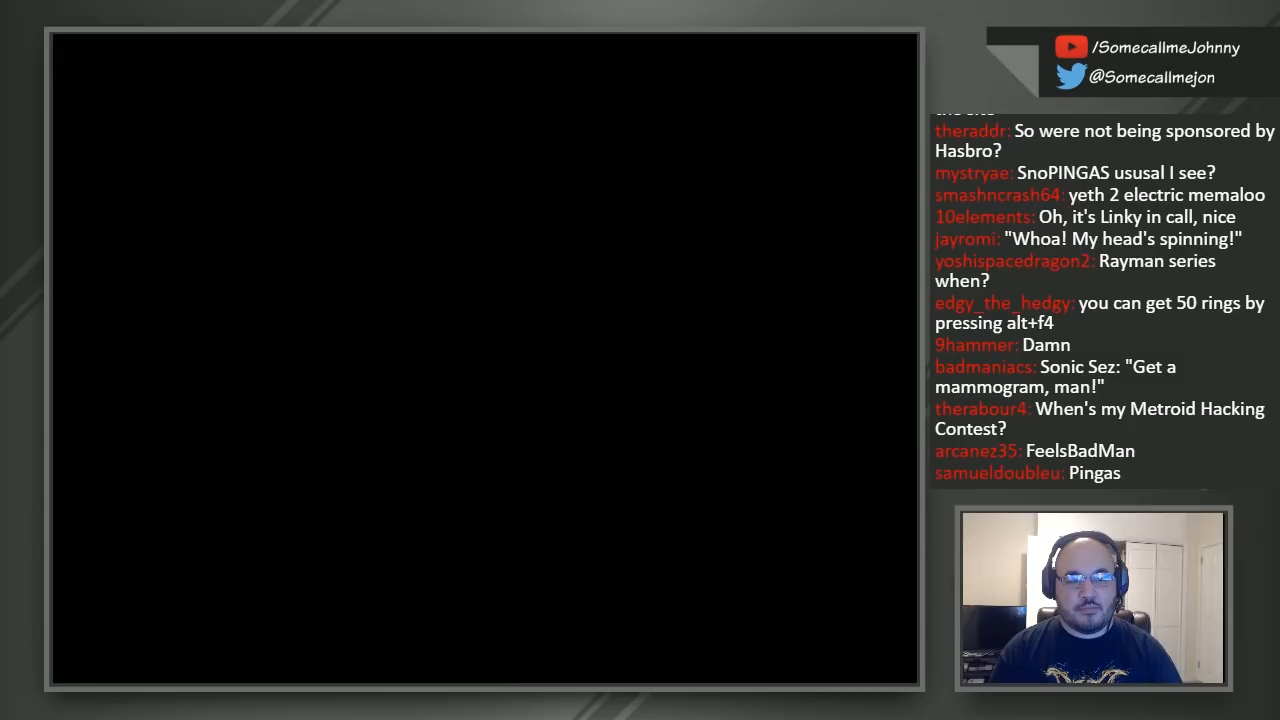 /SomecallmeJohnny
@Somecallmejon
theraddr: So were not being sponsored by
Hasbro?
mystryae: SnoPINGAS ususal I see?
smashncrash64: yeth 2 electric memaloo
10elements: Oh, it's Linky in call, nice
jayromi: "Whoa! My head's spinning!"
yoshispacedragon2: Rayman series
when?
edgy_the_hedgy: you can get 50 rings by
pressing alt+f4
9hammer: Damn
badmaniacs: Sonic Sez: "Get a
mammogram, man!"
therabour4: When's my Metroid Hacking
Contest?
arcanez35: FeelsBadMan
samueldoubleu: Pingas